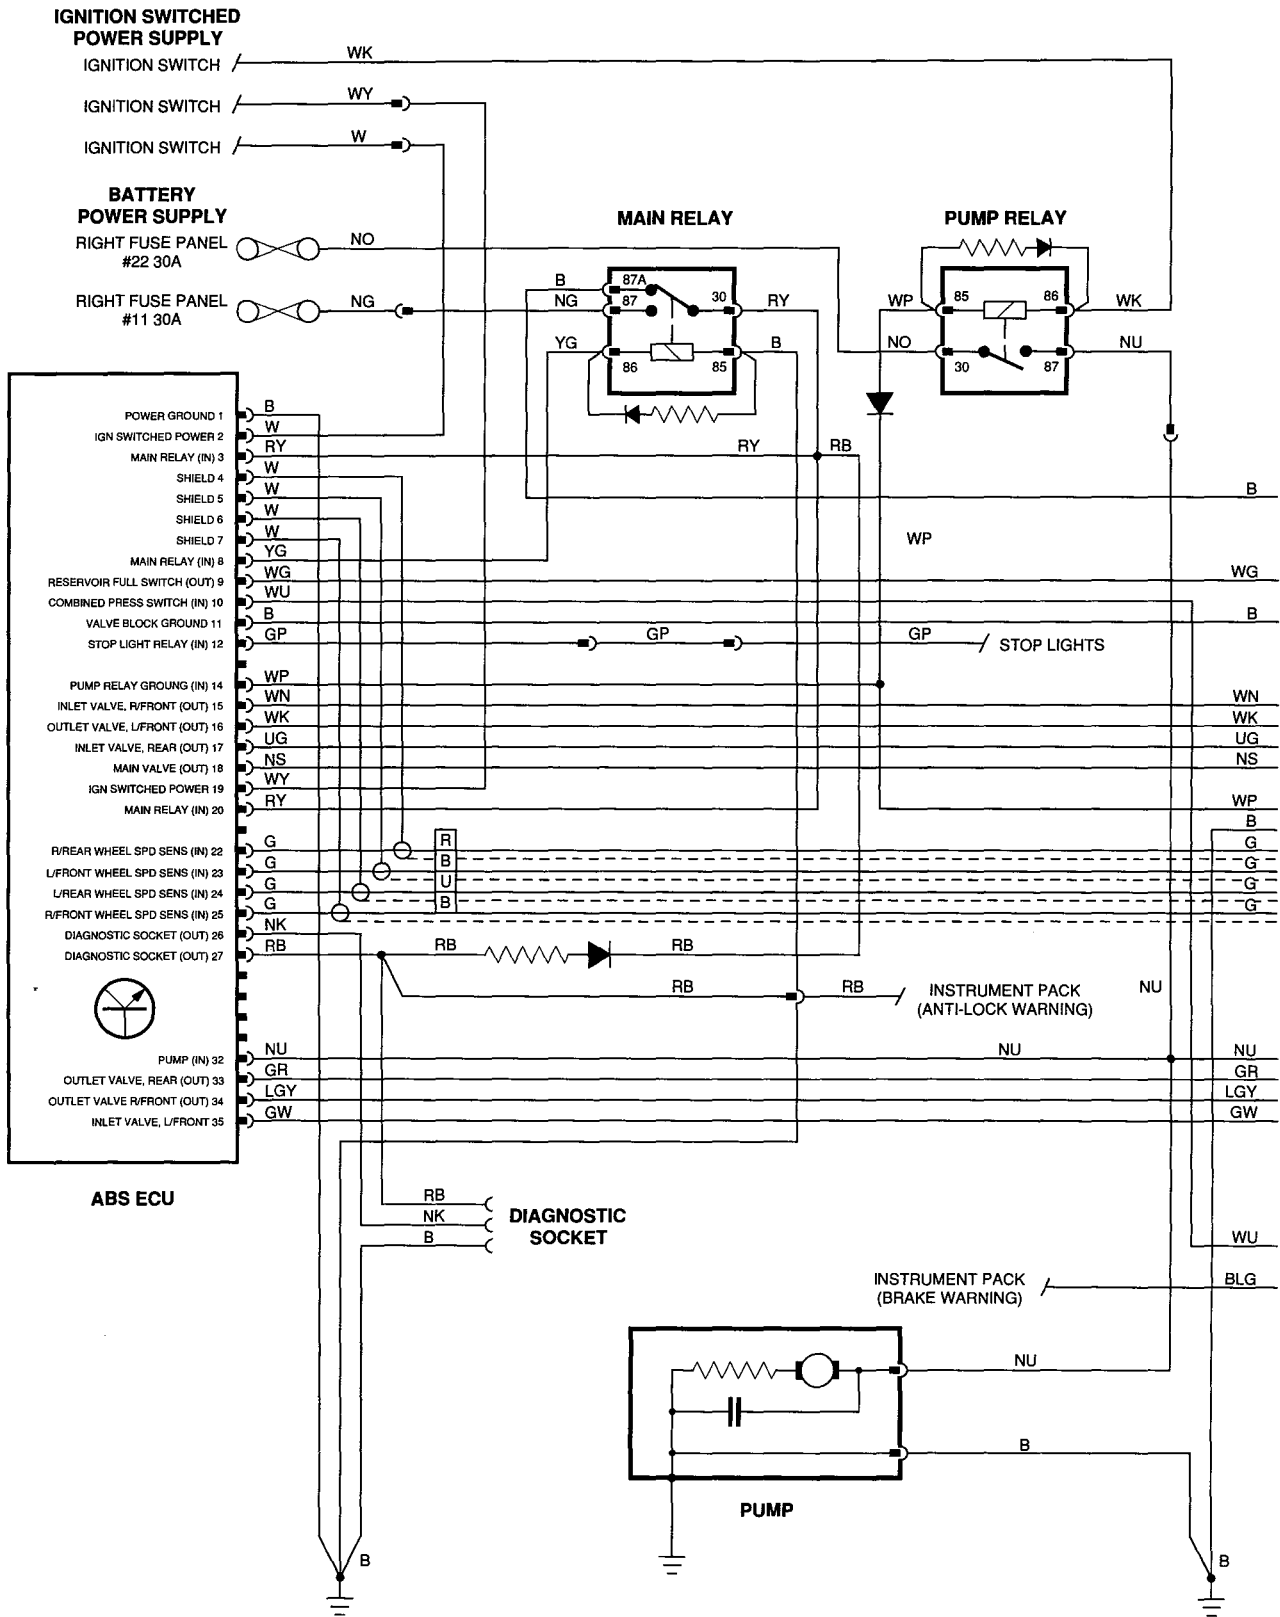 IGNITION SWITCHED
POWER SUPPLY
IGNITION SWITCH
WK
IGNITION SWITCH
WY
IGNITION SWITCH
W
BATTERY
POWER SUPPLY
RIGHT FUSE PANEL
#22 30A
NO
RIGHT FUSE PANEL
#11 30A
NG
MAIN RELAY
B
NG
YG
87A
87
30
86
85
RY
B
PUMP RELAY
WP
NO
85
86
30
87
WK
NU
POWER GROUND 1
B
IGN SWITCHED POWER 2
W
MAIN RELAY (IN) 3
RY
RY
RB
SHIELD 4
W
SHIELD 5
W
B
SHIELD 6
W
SHIELD 7
W
WP
MAIN RELAY (IN) 8
YG
RESERVOIR FULL SWITCH (OUT) 9
WG
WG
COMBINED PRESS SWITCH (IN) 10
WU
VALVE BLOCK GROUND 11
B
B
STOP LIGHT RELAY (IN) 12
GP
GP
GP
STOP LIGHTS
PUMP RELAY GROUNG (IN) 14
WP
INLET VALVE, R/FRONT (OUT) 15
WN
WN
OUTLET VALVE, L/FRONT (OUT) 16
WK
WK
INLET VALVE, REAR (OUT) 17
UG
UG
MAIN VALVE (OUT) 18
NS
NS
IGN SWITCHED POWER 19
WY
MAIN RELAY (IN) 20
RY
WP
B
R/REAR WHEEL SPD SENS (IN) 22
G
R
G
L/FRONT WHEEL SPD SENS (IN) 23
G
B
G
L/REAR WHEEL SPD SENS (IN) 24
G
U
G
R/FRONT WHEEL SPD SENS (IN) 25
G
B
G
DIAGNOSTIC SOCKET (OUT) 26
NK
DIAGNOSTIC SOCKET (OUT) 27
RB
RB
RB
RB
RB
INSTRUMENT PACK
(ANTI-LOCK WARNING)
NU
PUMP (IN) 32
NU
NU
NU
OUTLET VALVE, REAR (OUT) 33
GR
GR
OUTLET VALVE R/FRONT (OUT) 34
LGY
LGY
INLET VALVE, L/FRONT 35
GW
GW
ABS ECU
RB
NK
B
DIAGNOSTIC
SOCKET
WU
INSTRUMENT PACK
(BRAKE WARNING)
BLG
NU
B
PUMP
B
B